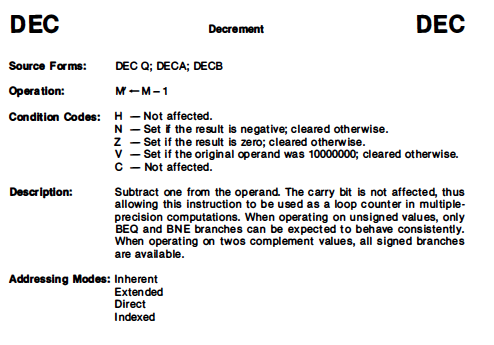 DEC Decrement DEC
Source Forms: DEC Q; DECA; DECB
Operation: M' ← M – 1
Condition Codes: H — Not affected.
N — Set if the result is negative; cleared otherwise.
Z — Set if the result is zero; cleared otherwise.
V — Set if the original operand was 10000000; cleared otherwise.
C — Not affected.
Description: Subtract one from the operand. The carry bit is not affected, thus
allowing this instruction to be used as a loop counter in multiple-
precision computations. When operating on unsigned values, only
BEQ and BNE branches can be expected to behave consistently.
When operating on twos complement values, all signed branches
are available.
Addressing Modes: Inherent
Extended
Direct
Indexed